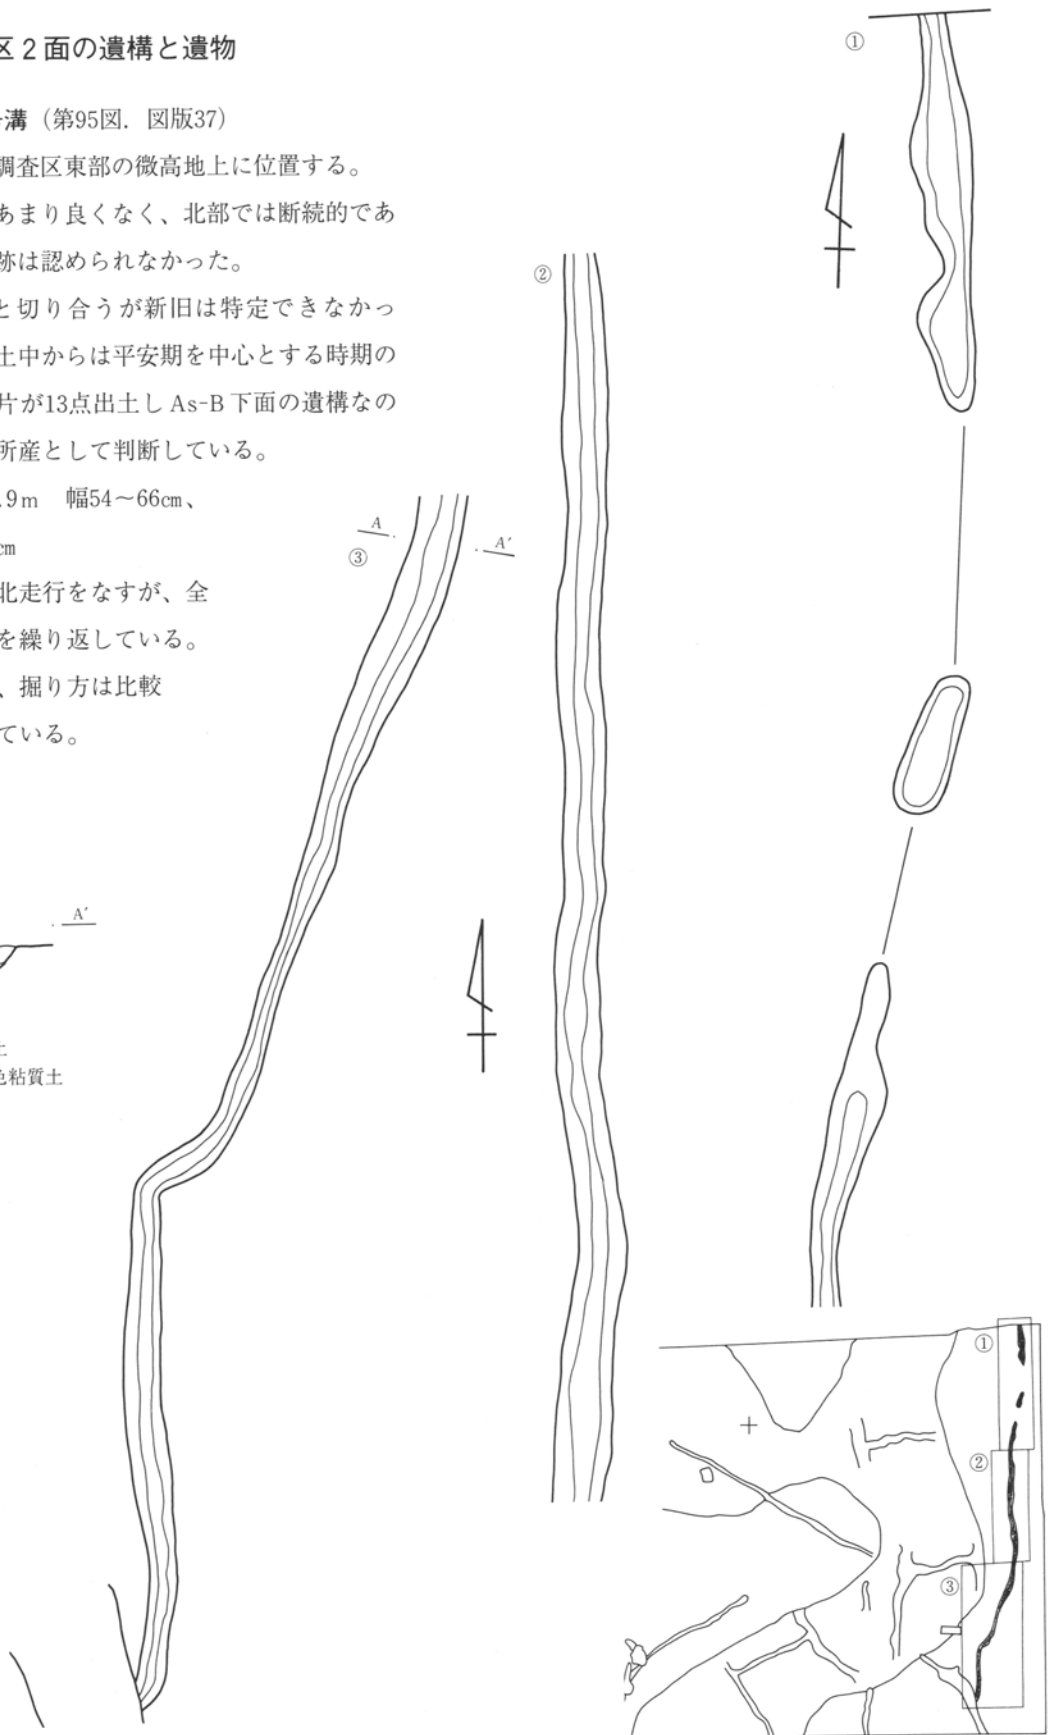 区２面の遺構と遺物
溝（第95図．図版37）
調査区東部の微高地上に位置する。
あまり良くなく、北部では断続的であ
跡は認められなかった。
と切り合うが新旧は特定できなかっ
土中からは平安期を中心とする時期の
片が13点出土し As-B 下面の遺構なの
所産として判断している。
.9ｍ　幅54〜66㎝、
㎝
北走行をなすが、全
を繰り返している。
、掘り方は比較
ている。
A′
土
色粘質土
A
A′
③
②
①
①
②
③